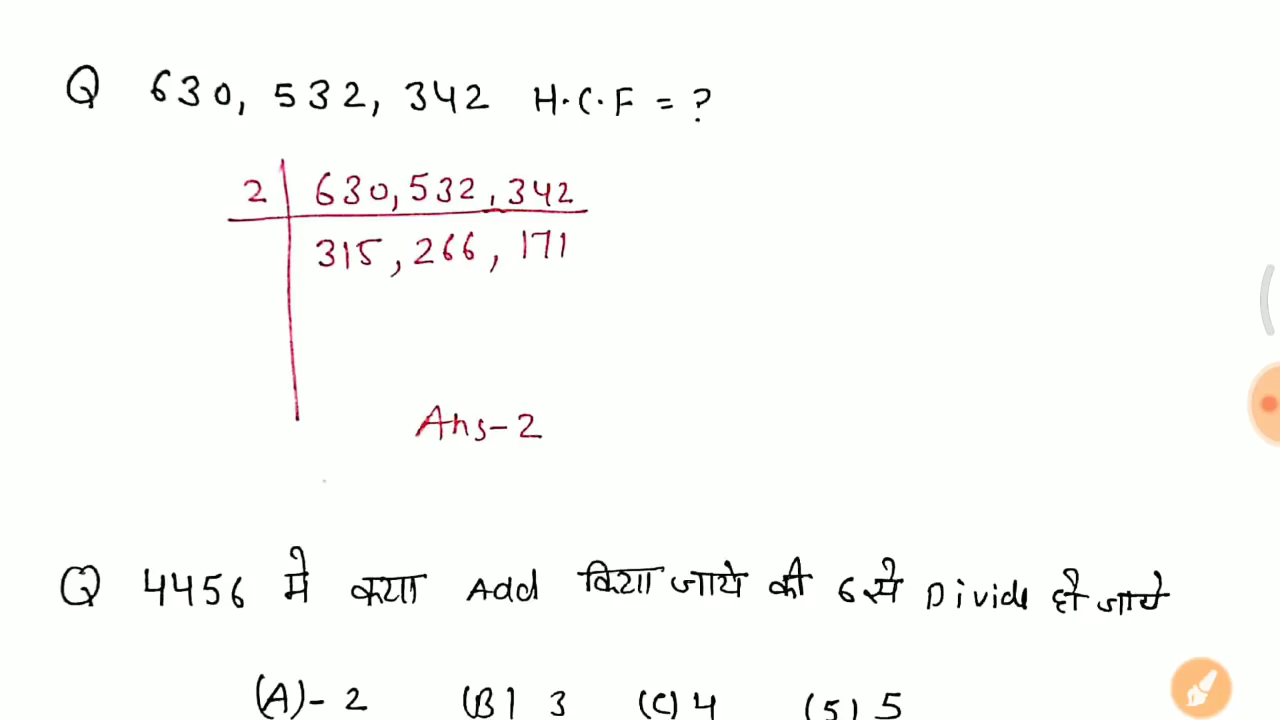 Q 630, 532, 342 H.C.F = ?
2 630, 532, 342
315, 266, 171
Ans-2
Q 4456 मे कया Add किया जाये की 6 से Divide हो जाये
(A)- 2 (B) 3 (C) 4 (5) 5